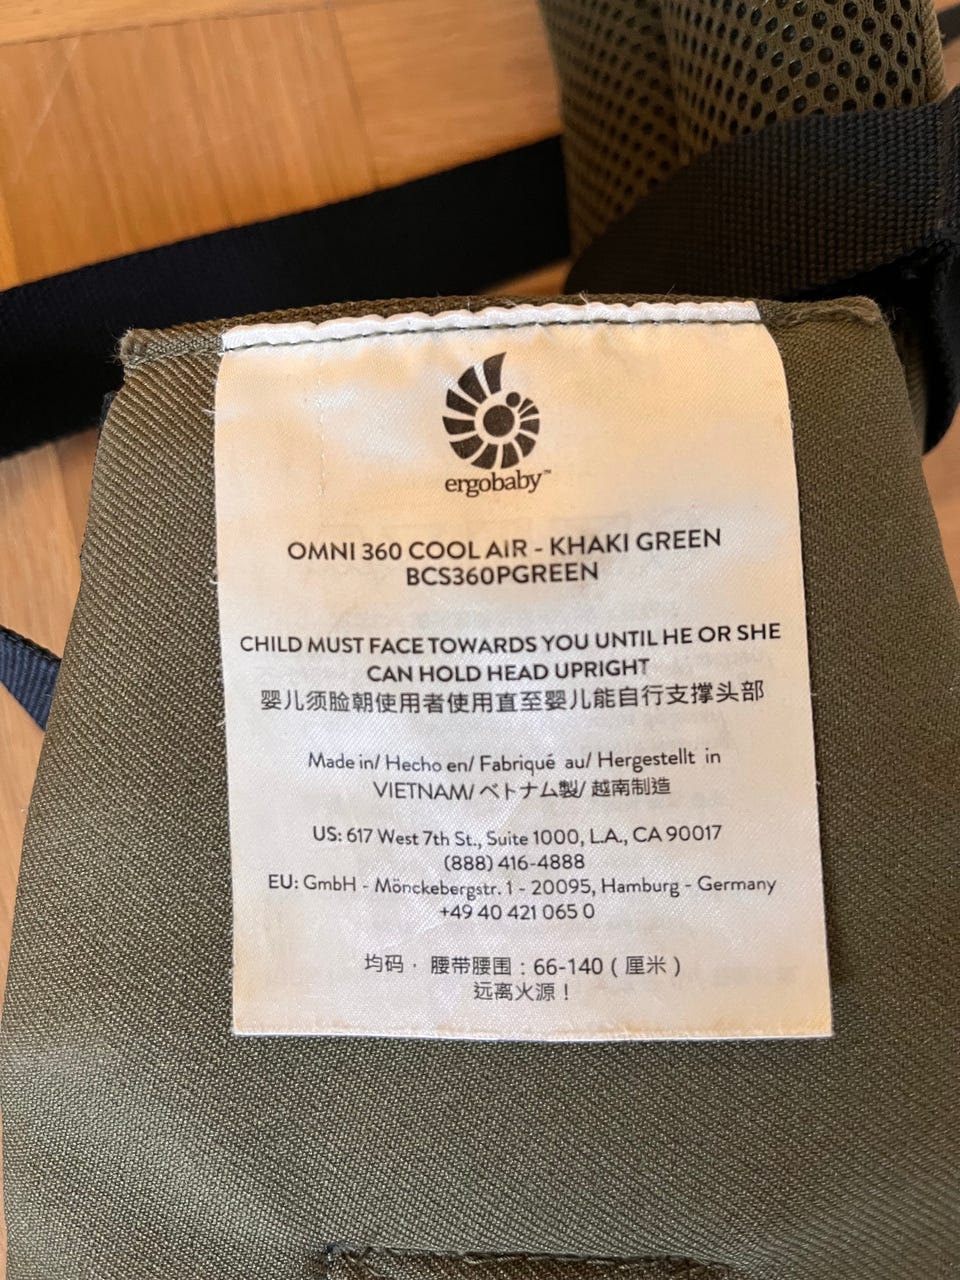 ergobaby™
OMNI 360 COOL AIR - KHAKI GREEN
BCS360PGREEN
CHILD MUST FACE TOWARDS YOU UNTIL HE OR SHE
CAN HOLD HEAD UPRIGHT
婴儿须脸朝使用者使用直至婴儿能自行支撑头部
Made in/ Hecho en/ Fabriqué au/ Hergestellt in
VIETNAM/ ベトナム製/ 越南制造
US: 617 West 7th St., Suite 1000, L.A., CA 90017
(888) 416-4888
EU: GmbH - Mönckebergstr. 1 - 20095, Hamburg - Germany
+49 40 421 065 0
均码 · 腰带腰围：66-140（厘米）
远离火源！